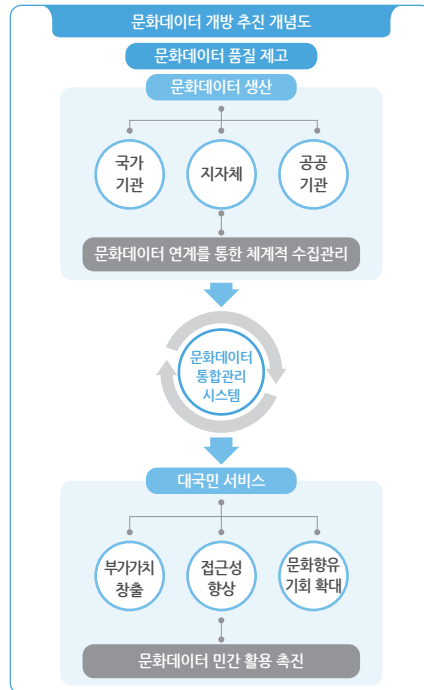 문화데이터 개방 추진 개념도
문화데이터 품질 제고
문화데이터 생산
국가
기관
지자체
공공
기관
문화데이터 연계를 통한 체계적 수집관리
문화데이터
통합관리
시스템
대국민 서비스
부가가치
창출
접근성
향상
문화향유
기회 확대
문화데이터 민간 활용 촉진